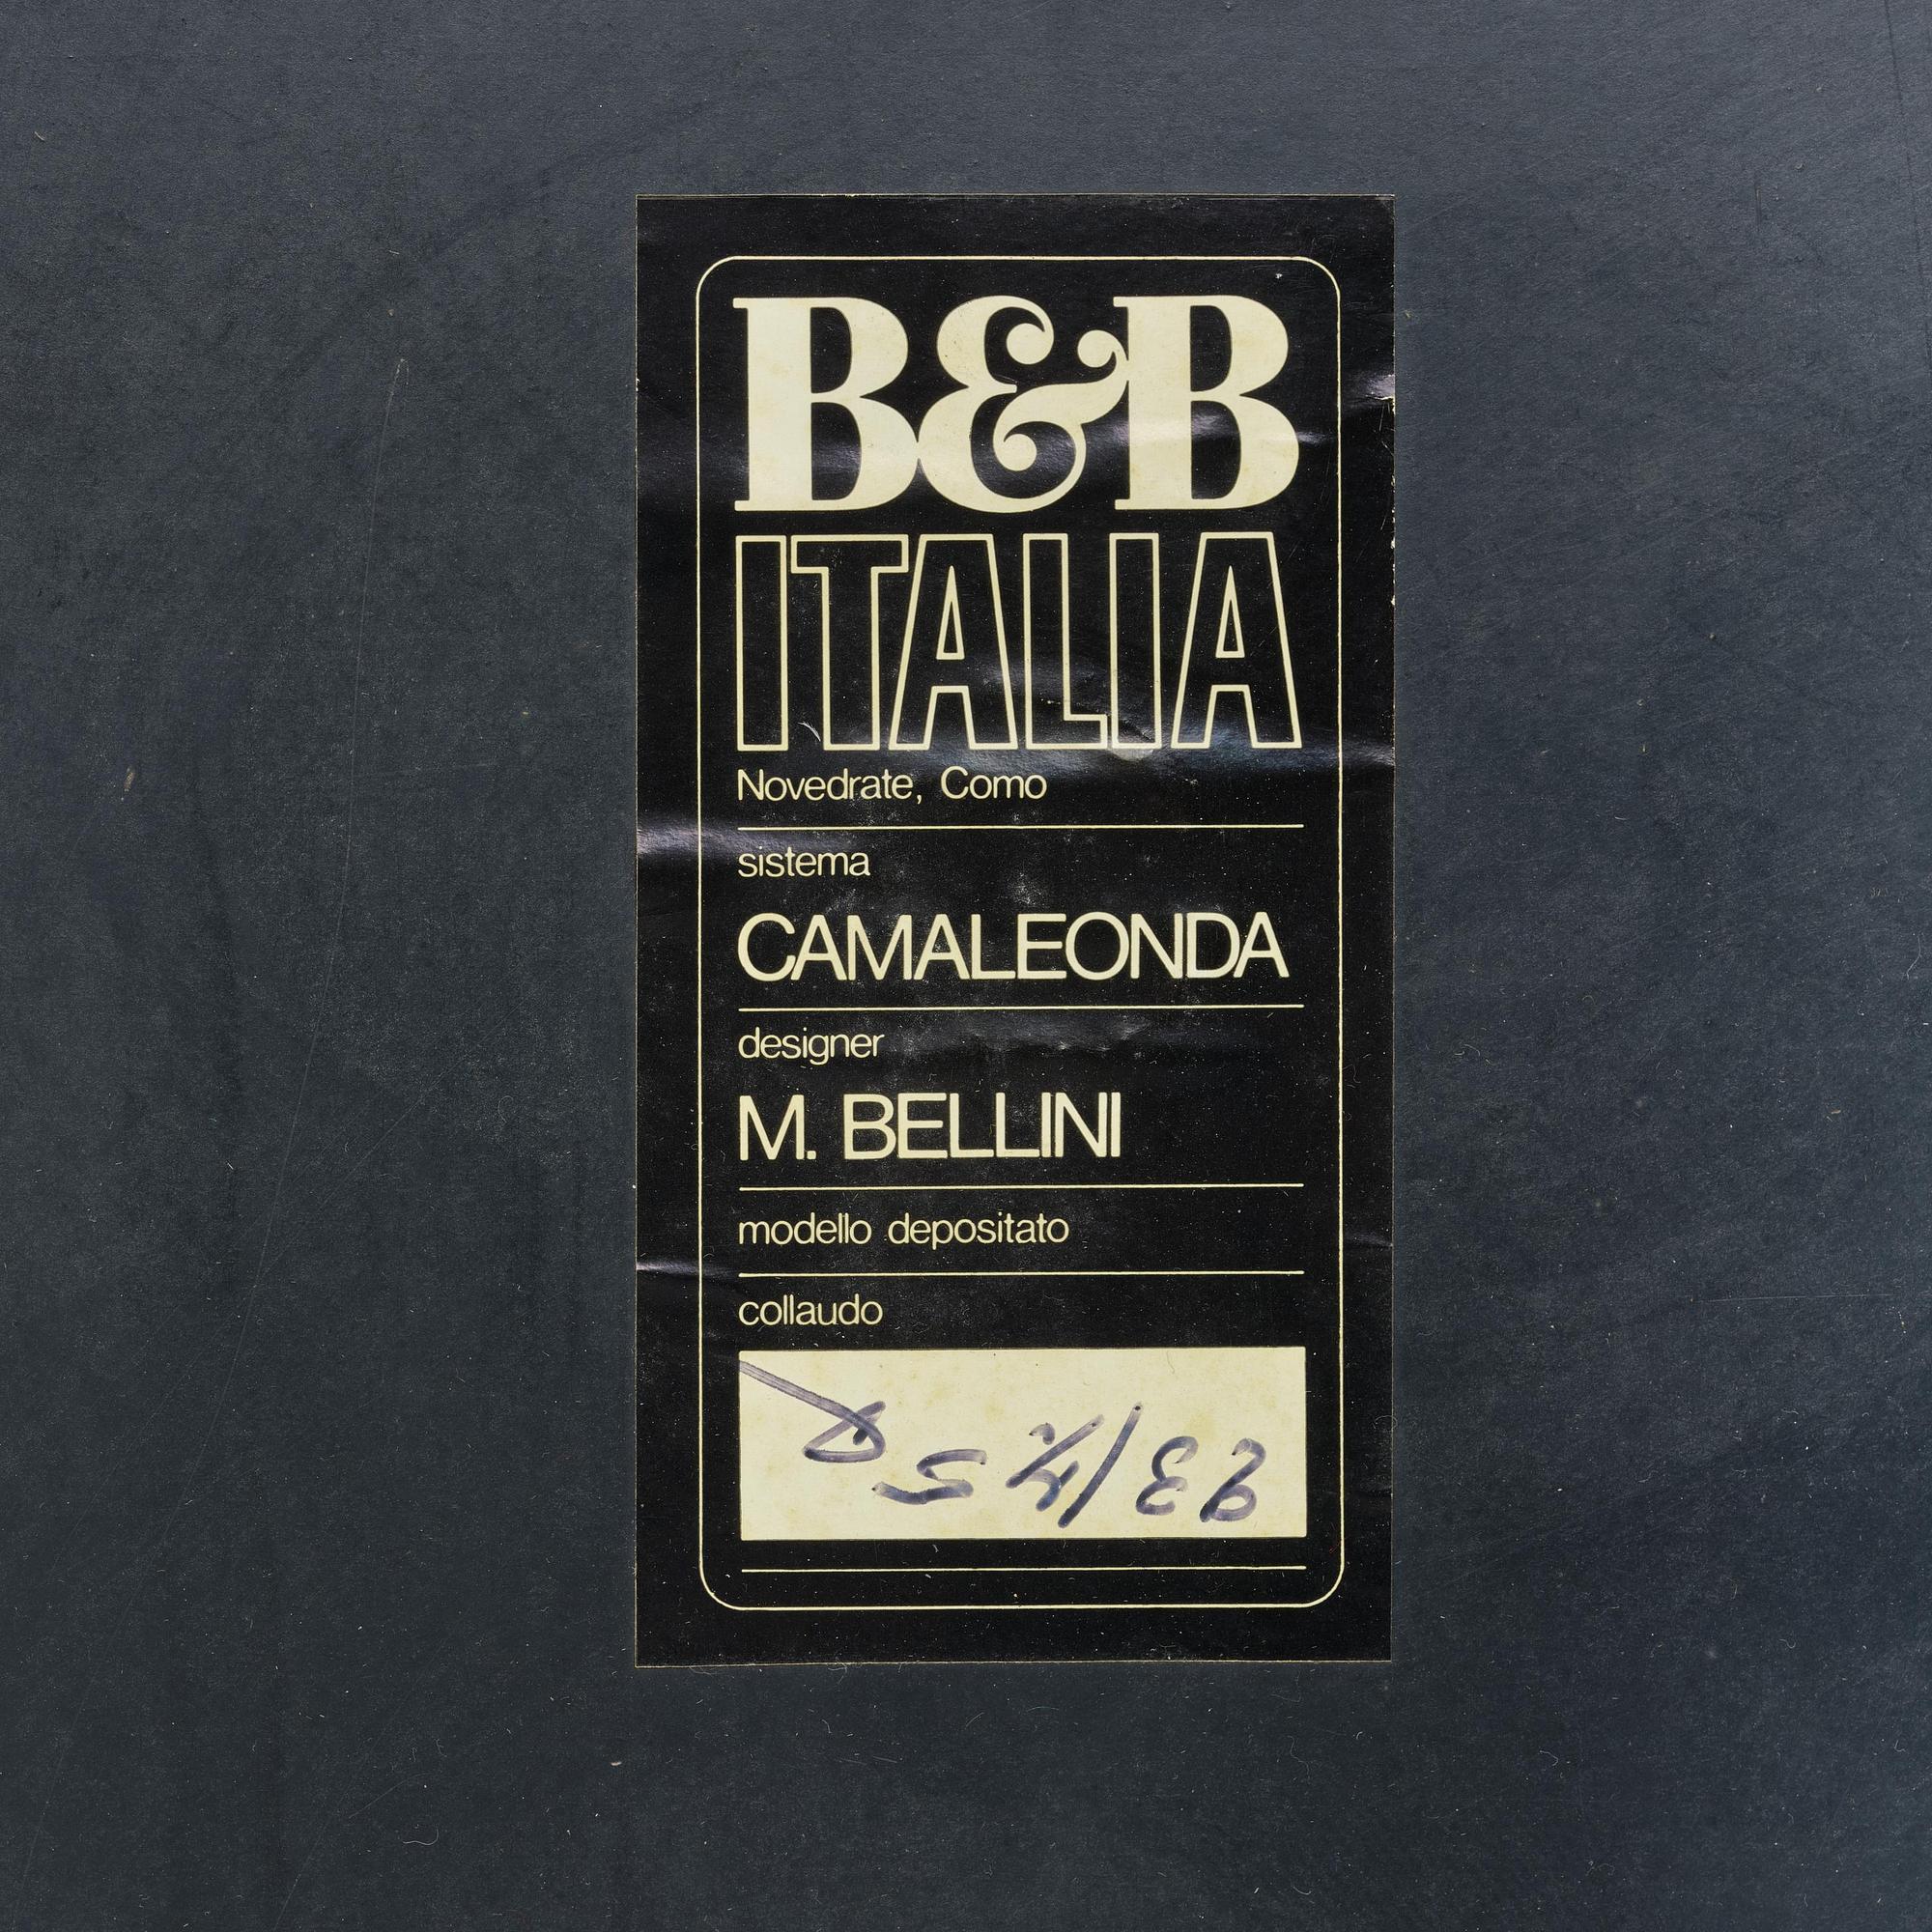 B&B
ITALIA
Novedrate, Como
sistema
CAMALEONDA
designer
M. BELLINI
modello depositato
collaudo